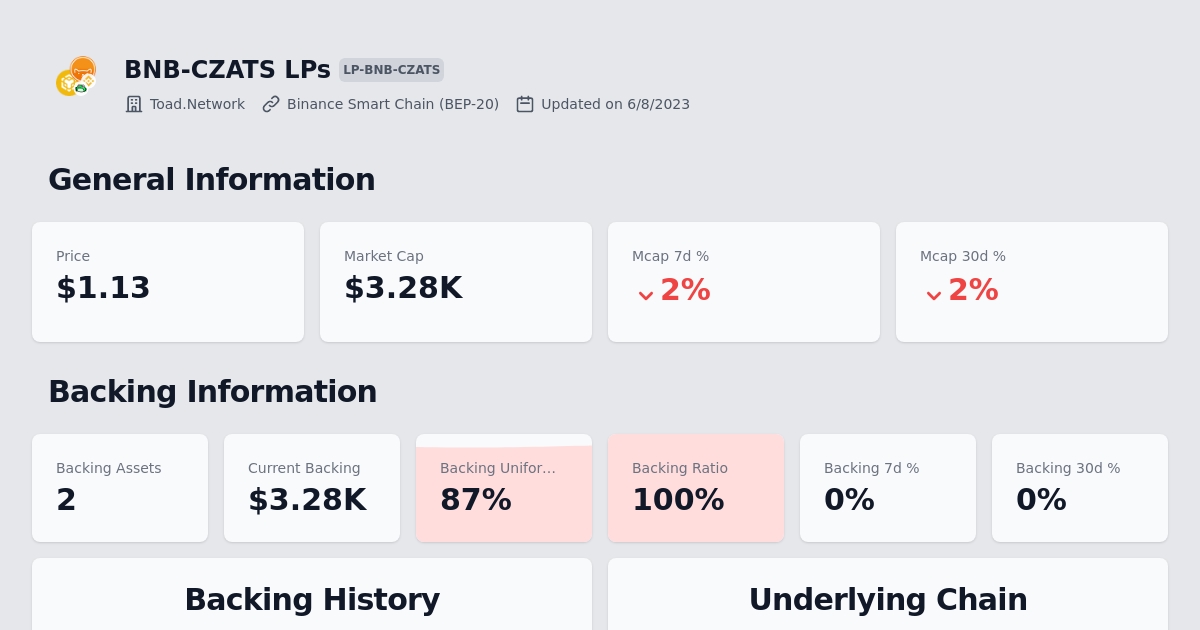 BNB-CZATS LPs LP-BNB-CZATS
Toad.Network Binance Smart Chain (BEP-20) Updated on 6/8/2023
General Information
Price Market Cap Mcap 7d % Mcap 30d %
$1.13 $3.28K 2% 2%
Backing Information
Backing Assets Current Backing Backing Unifor... Backing Ratio Backing 7d % Backing 30d %
2 $3.28K 87% 100% 0% 0%
Backing History Underlying Chain